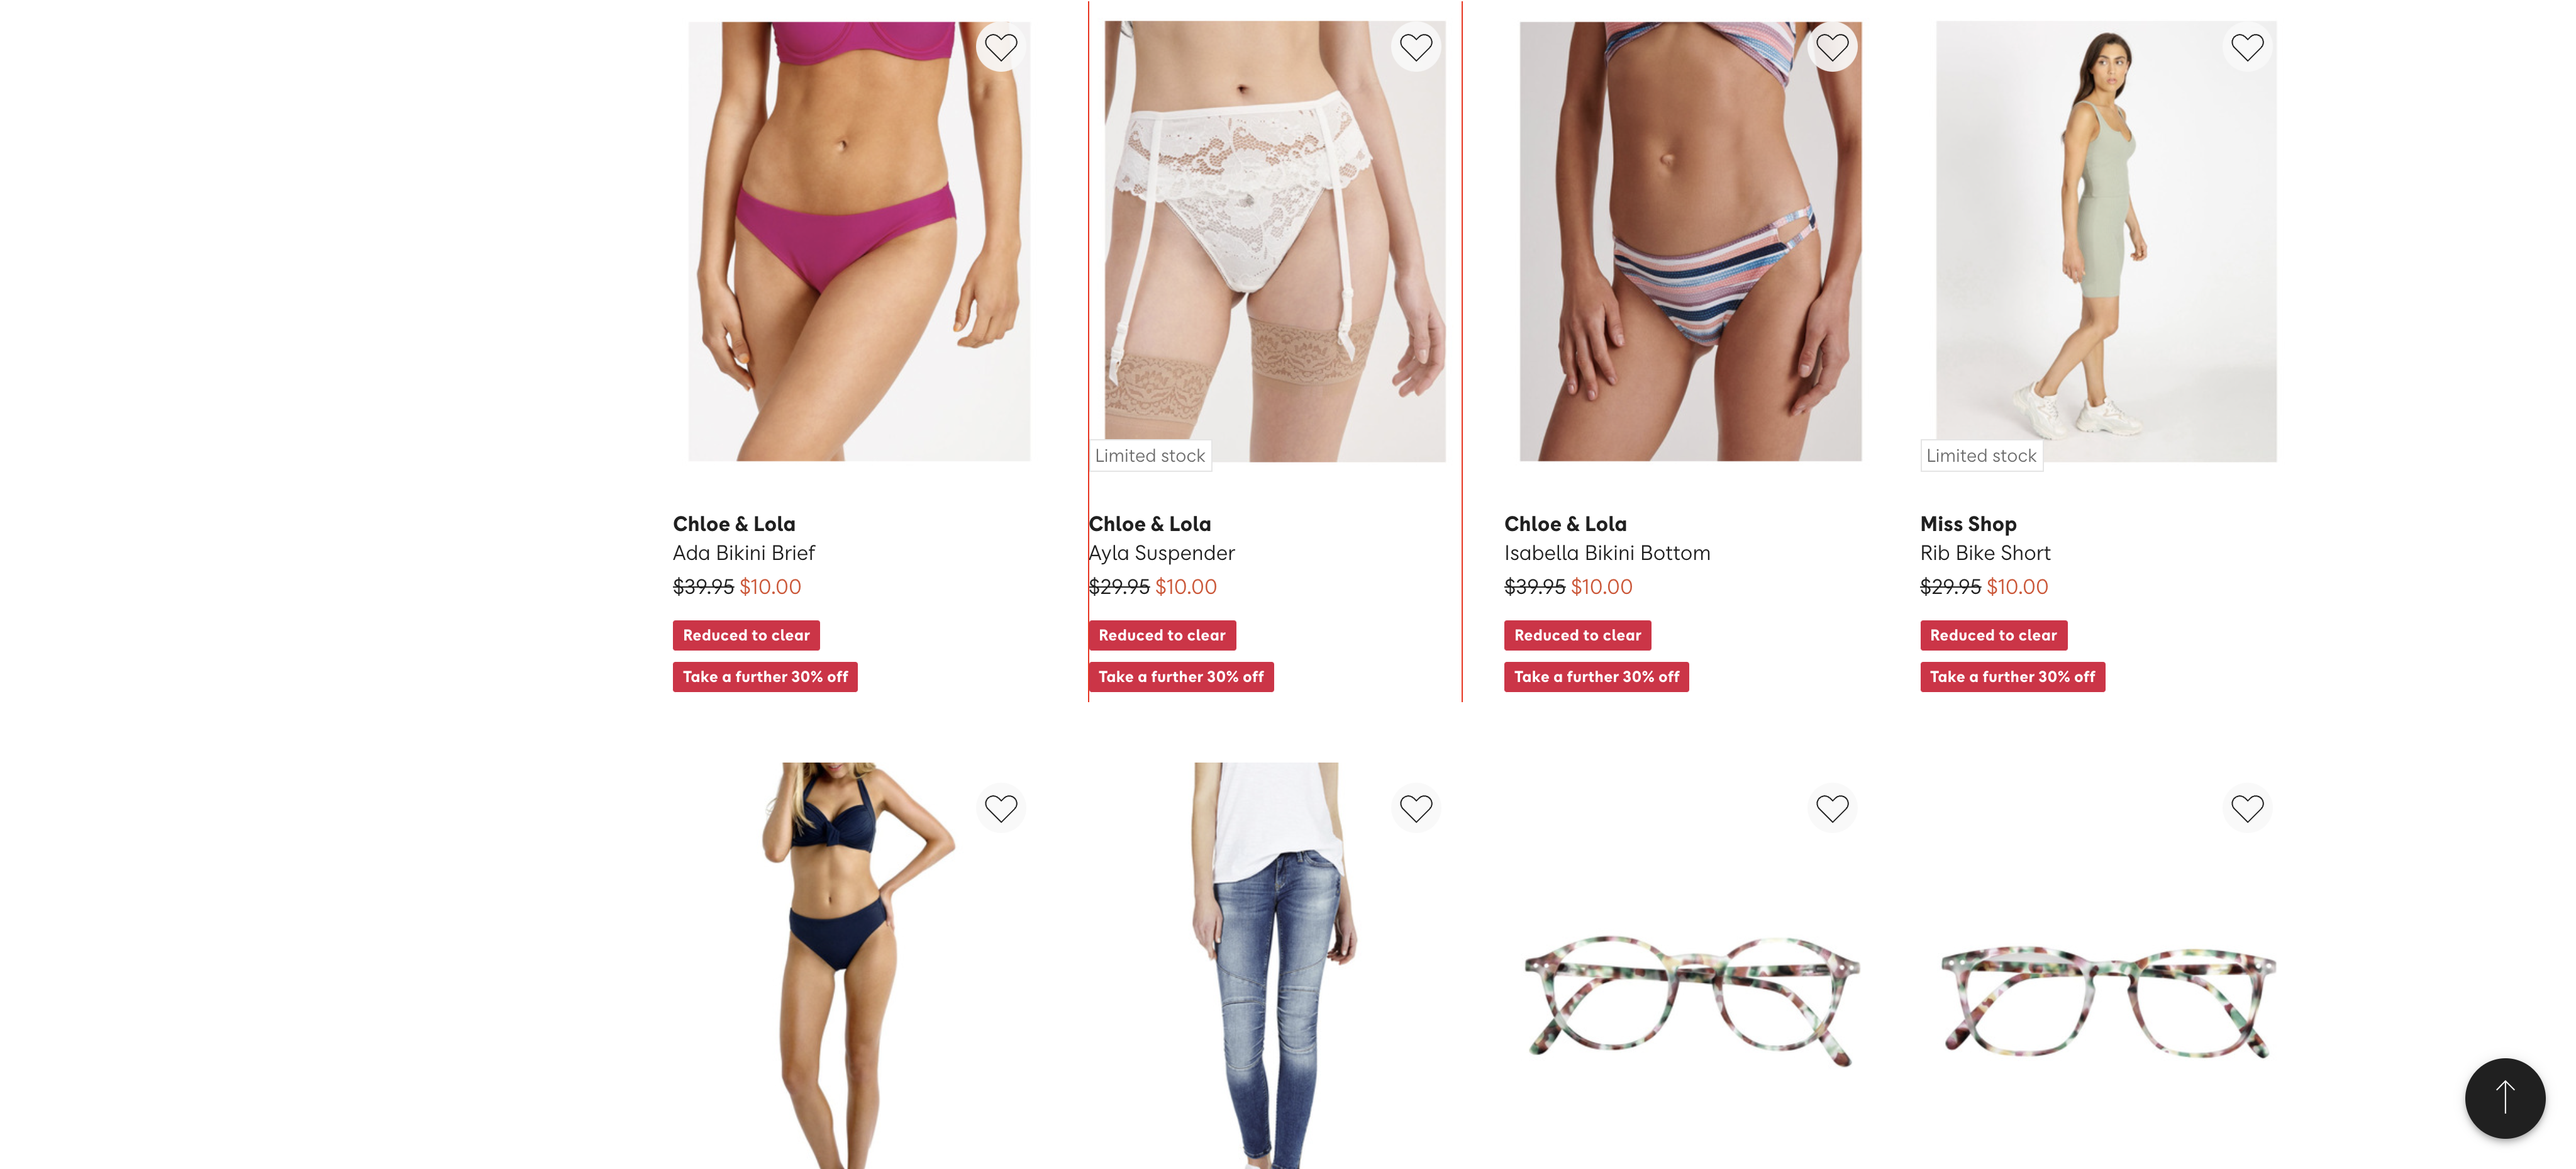 Limited stock
Limited stock
Chloe & Lola
Ada Bikini Brief
$39.95 $10.00
Reduced to clear
Take a further 30% off
Chloe & Lola
Ayla Suspender
$29.95 $10.00
Reduced to clear
Take a further 30% off
Chloe & Lola
Isabella Bikini Bottom
$39.95 $10.00
Reduced to clear
Take a further 30% off
Miss Shop
Rib Bike Short
$29.95 $10.00
Reduced to clear
Take a further 30% off